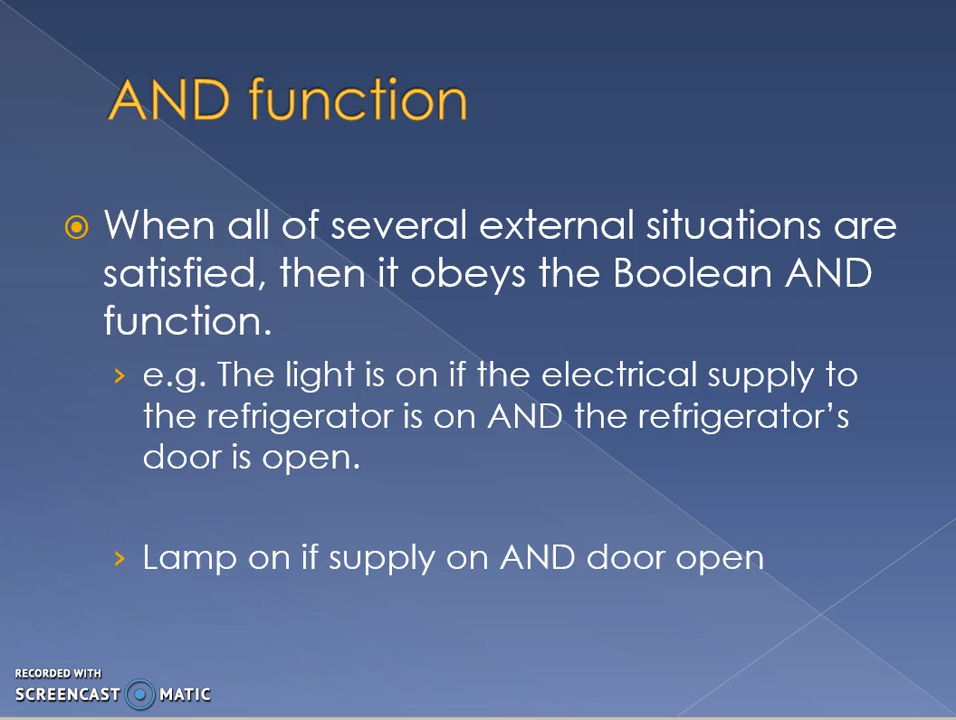 AND function
When all of several external situations are
satisfied, then it obeys the Boolean AND
function.
e.g. The light is on if the electrical supply to
the refrigerator is on AND the refrigerator’s
door is open.
Lamp on if supply on AND door open
RECORDED WITH
SCREENCAST MATIC